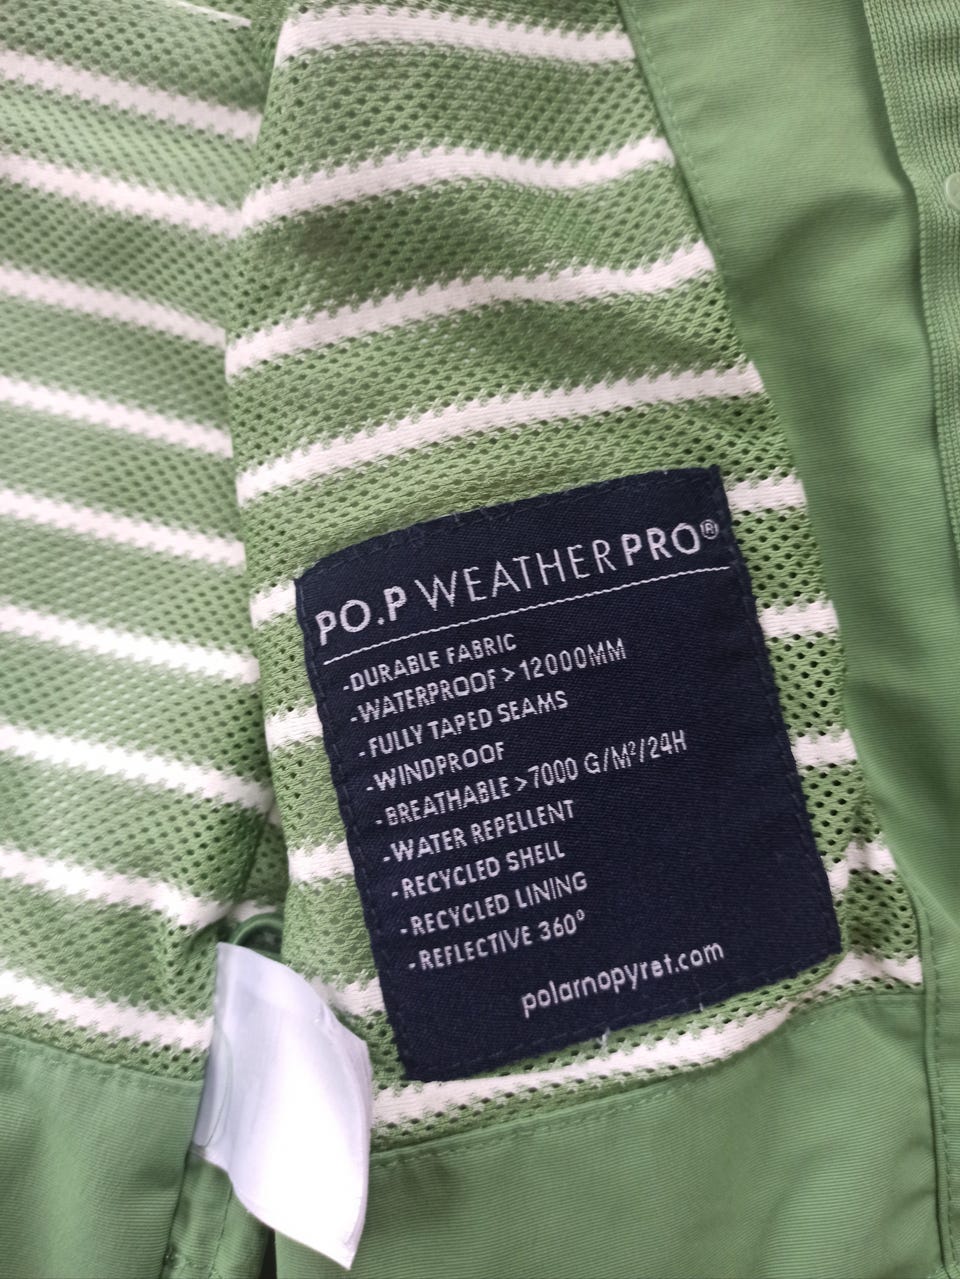 PO.P WEATHERPRO®
-DURABLE FABRIC
-WATERPROOF>12000MM
-FULLY TAPED SEAMS
-WINDPROOF
-BREATHABLE>7000 G/M²/24H
-WATER REPELLENT
-RECYCLED SHELL
-RECYCLED LINING
-REFLECTIVE 360°
polarnopyret.com